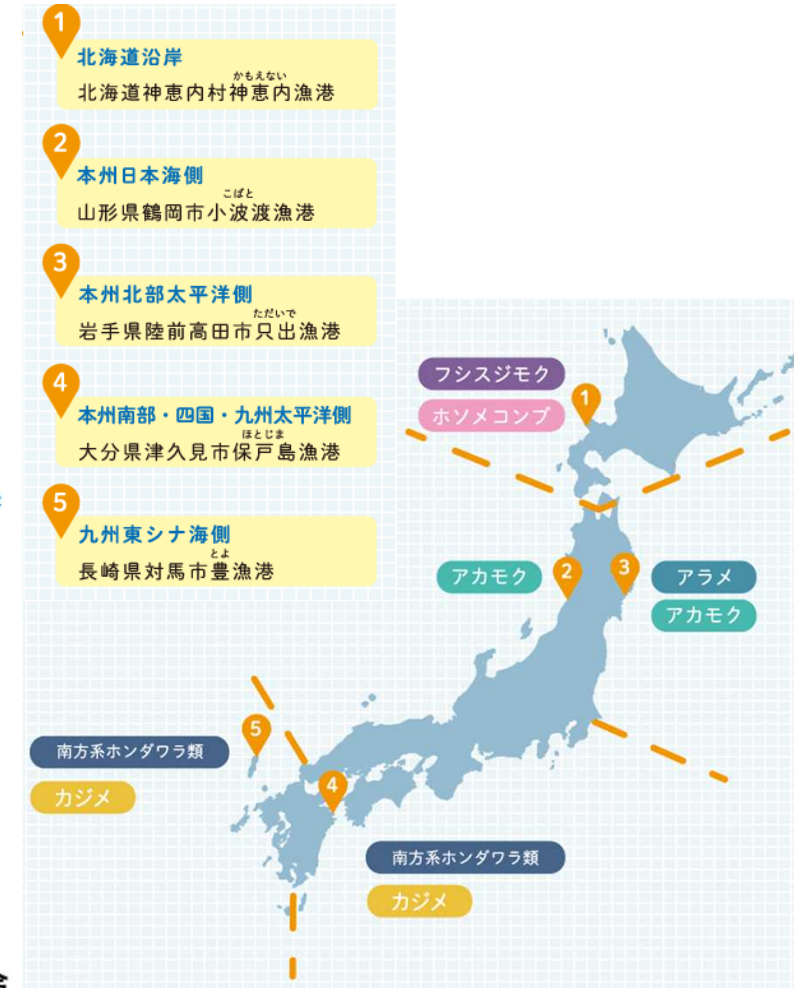 1
北海道沿岸
かもえない
北海道神恵内村神恵内漁港
2
本州日本海側
こばと
山形県鶴岡市小波渡漁港
3
本州北部太平洋側
ただいで
岩手県陸前高田市只出漁港
4
本州南部・四国・九州太平洋側
ほとじま
大分県津久見市保戸島漁港
5
九州東シナ海側
とよ
長崎県対馬市豊漁港
フシスジモク
ホソメコンブ
1
アカモク
2
3
アラメ
アカモク
5
南方系ホンダワラ類
カジメ
4
南方系ホンダワラ類
カジメ